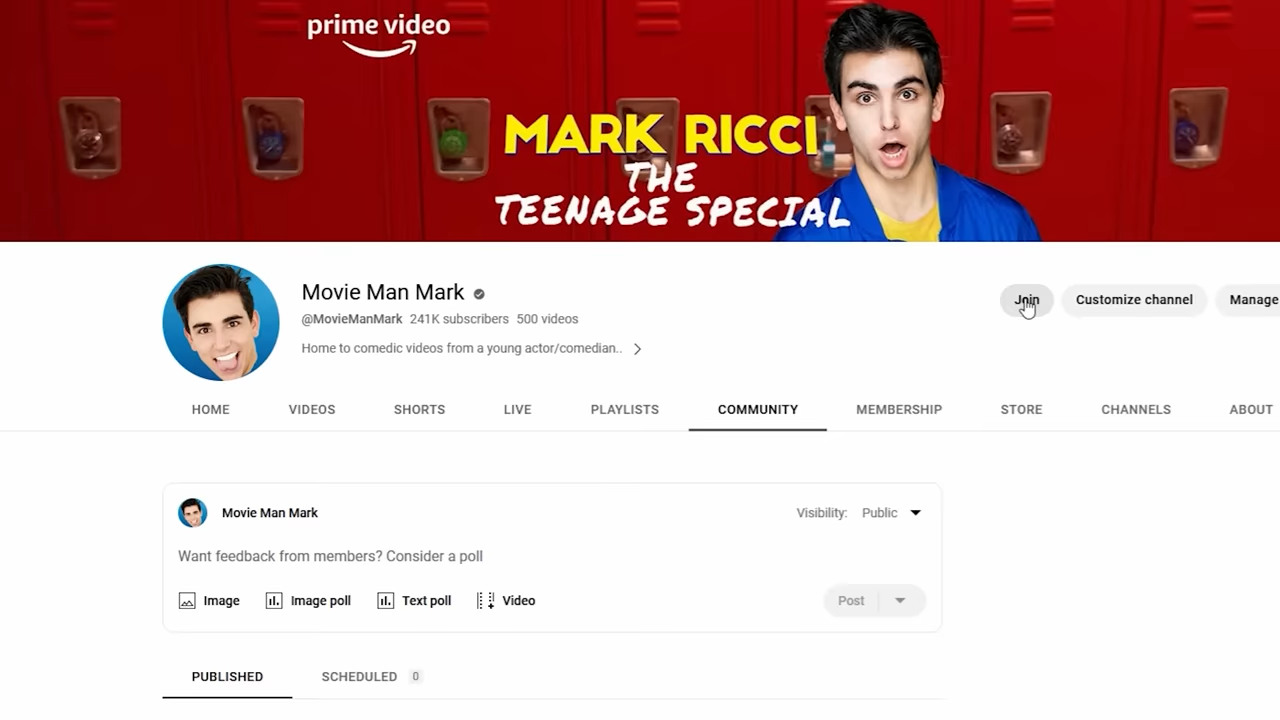 prime video
MARK RICCI
THE
TEENAGE SPECIAL
Movie Man Mark
@MovieManMark 241K subscribers 500 videos
Home to comedic videos from a young actor/comedian..
Join Customize channel Manage
HOME VIDEOS SHORTS LIVE PLAYLISTS COMMUNITY MEMBERSHIP STORE CHANNELS ABOUT
Movie Man Mark Visibility: Public
Want feedback from members? Consider a poll
Image Image poll Text poll Video Post
PUBLISHED SCHEDULED 0